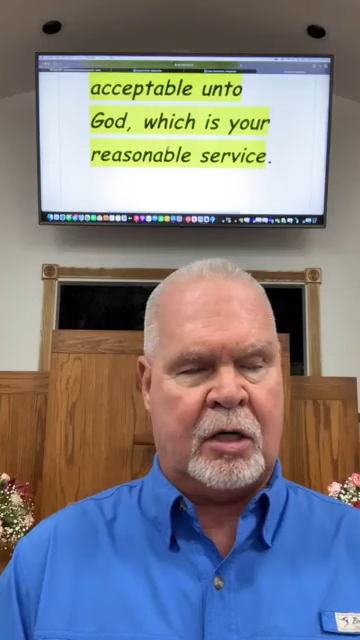 acceptable unto
God, which is your
reasonable service.